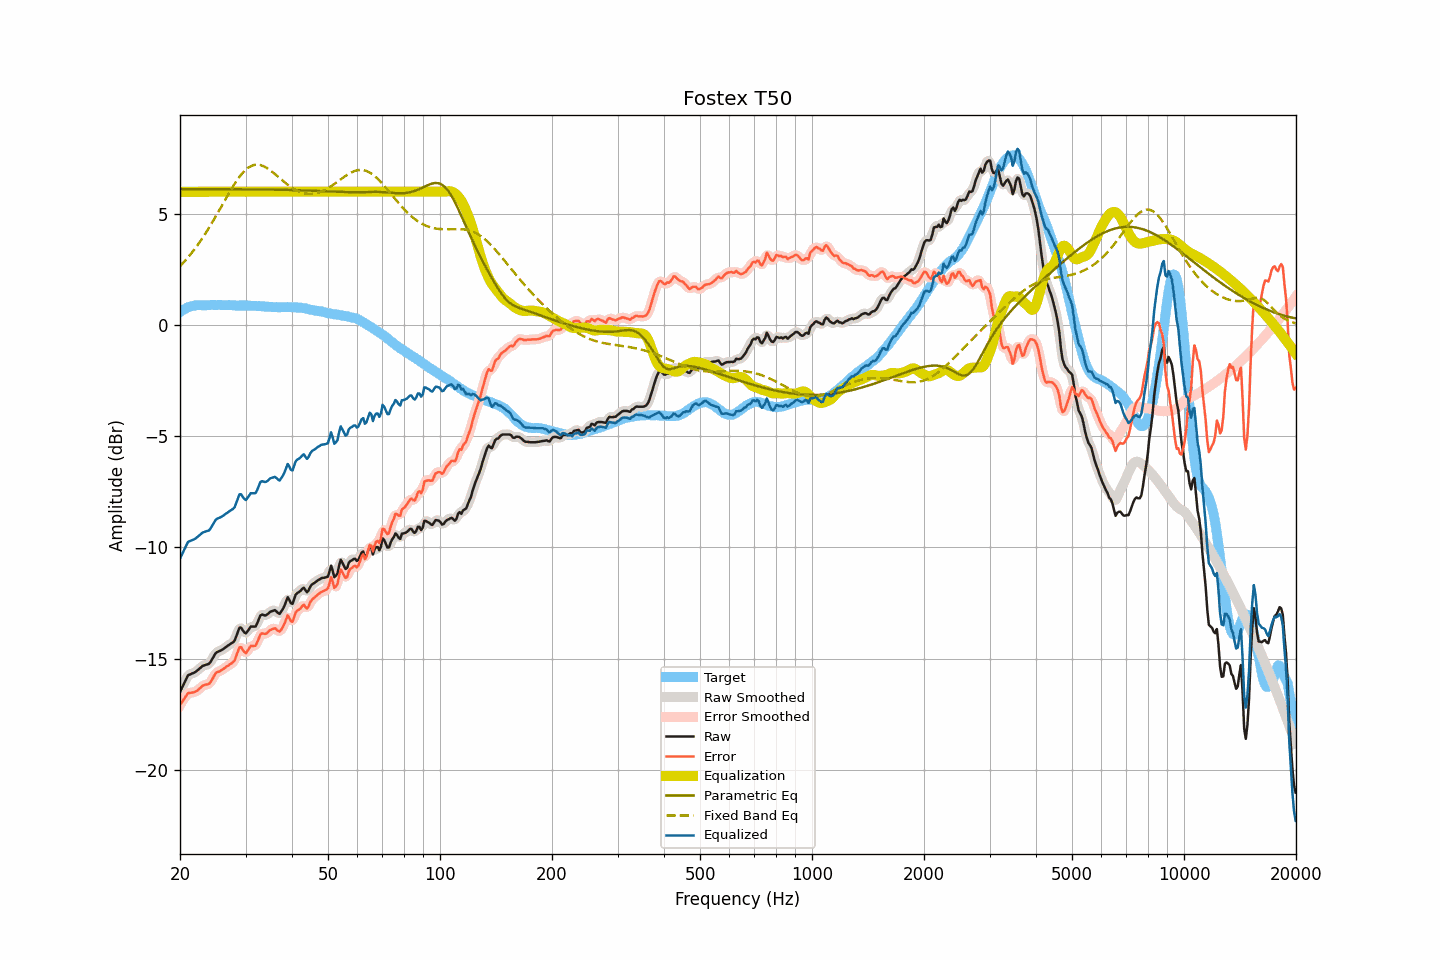 Fostex T50
Amplitude (dBr)
5
0
−5
−10
−15
−20
Target
Raw Smoothed
Error Smoothed
Raw
Error
Equalization
Parametric Eq
Fixed Band Eq
Equalized
20 50 100 200 500 1000 2000 5000 10000 20000
Frequency (Hz)